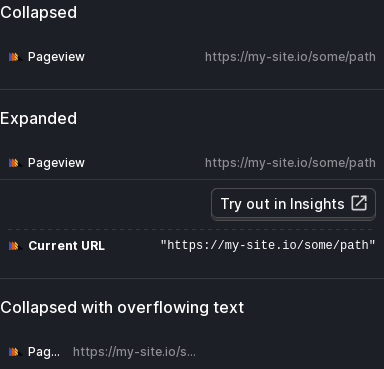 Collapsed
Pageview https://my-site.io/some/path
Expanded
Pageview https://my-site.io/some/path
Try out in Insights
Current URL "https://my-site.io/some/path"
Collapsed with overflowing text
Pag... https://my-site.io/s...